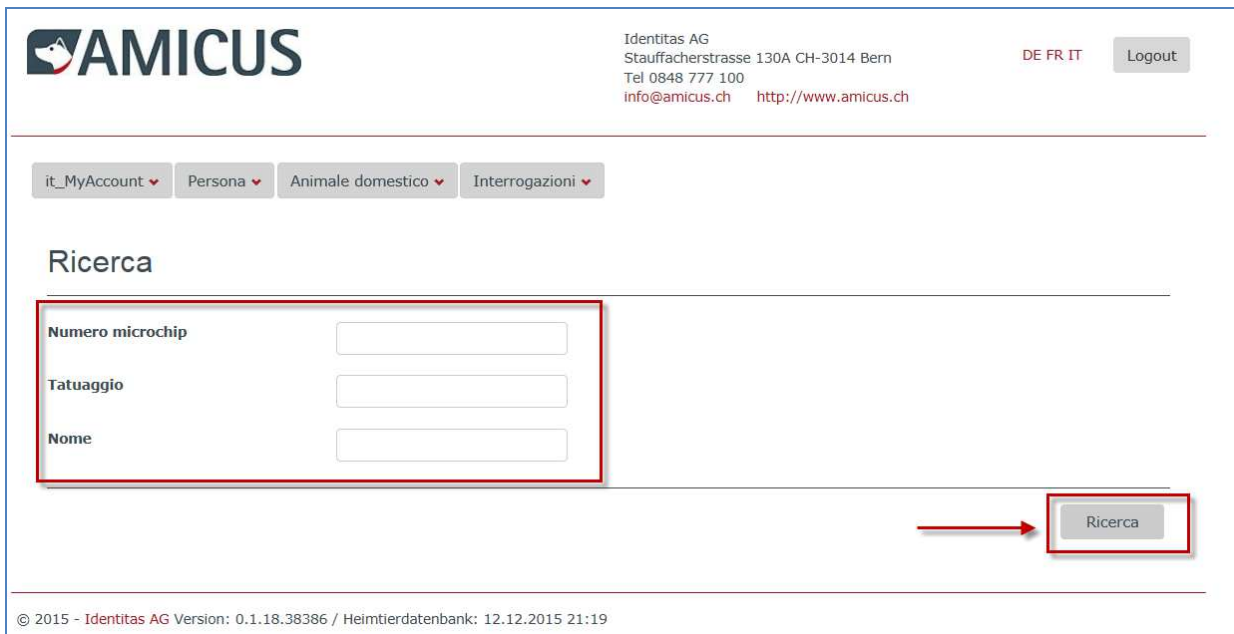 AMICUS
Identitas AG
Stauffacherstrasse 130A CH-3014 Bern
Tel 0848 777 100
info@amicus.ch http://www.amicus.ch
DE FR IT
Logout
it_MyAccount Persona Animale domestico Interrogazioni
Ricerca
Numero microchip
Tatuaggio
Nome
Ricerca
© 2015 - Identitas AG Version: 0.1.18.38386 / Heimtierdatenbank: 12.12.2015 21:19